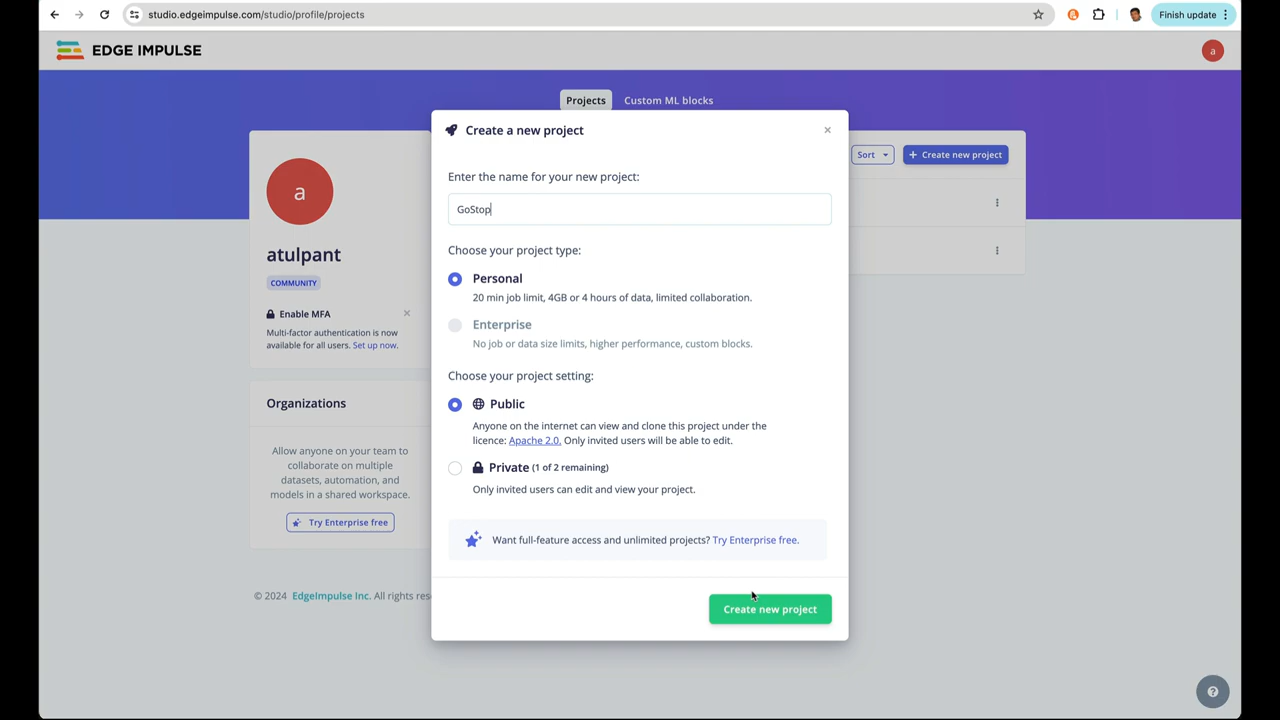 studio.edgeimpulse.com/studio/profile/projects
Finish update
EDGE IMPULSE
a
Projects
Custom ML blocks
Create a new project
×
Sort
+ Create new project
Enter the name for your new project:
a
GoStop
atulpant
Choose your project type:
COMMUNITY
Personal
20 min job limit, 4GB or 4 hours of data, limited collaboration.
Enable MFA
×
Multi-factor authentication is now
available for all users. Set up now.
Enterprise
No job or data size limits, higher performance, custom blocks.
Choose your project setting:
Organizations
Public
Anyone on the internet can view and clone this project under the
licence: Apache 2.0. Only invited users will be able to edit.
Allow anyone on your team to
collaborate on multiple
datasets, automation, and
models in a shared workspace.
Private (1 of 2 remaining)
Only invited users can edit and view your project.
Try Enterprise free
Want full-feature access and unlimited projects? Try Enterprise free.
© 2024 EdgeImpulse Inc. All rights res
Create new project
?